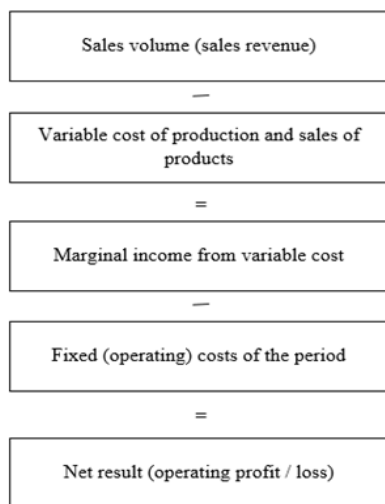 Sales volume (sales revenue)
—
Variable cost of production and sales of
products
=
Marginal income from variable cost
—
Fixed (operating) costs of the period
=
Net result (operating profit / loss)